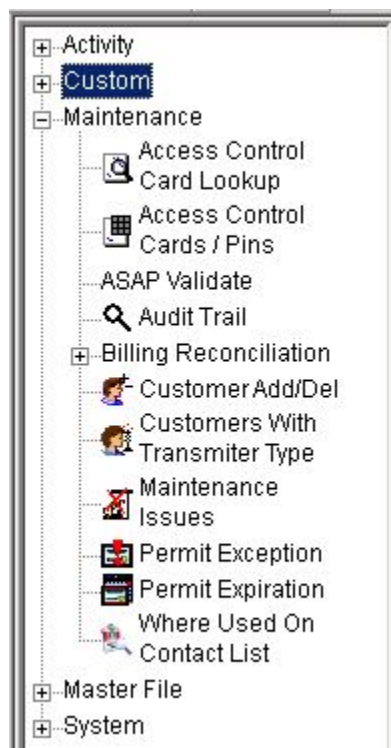 Activity
Custom
Maintenance
Access Control
Card Lookup
Access Control
Cards / Pins
ASAP Validate
Audit Trail
Billing Reconciliation
Customer Add/Del
Customers With
Transmiter Type
Maintenance
Issues
Permit Exception
Permit Expiration
Where Used On
Contact List
Master File
System